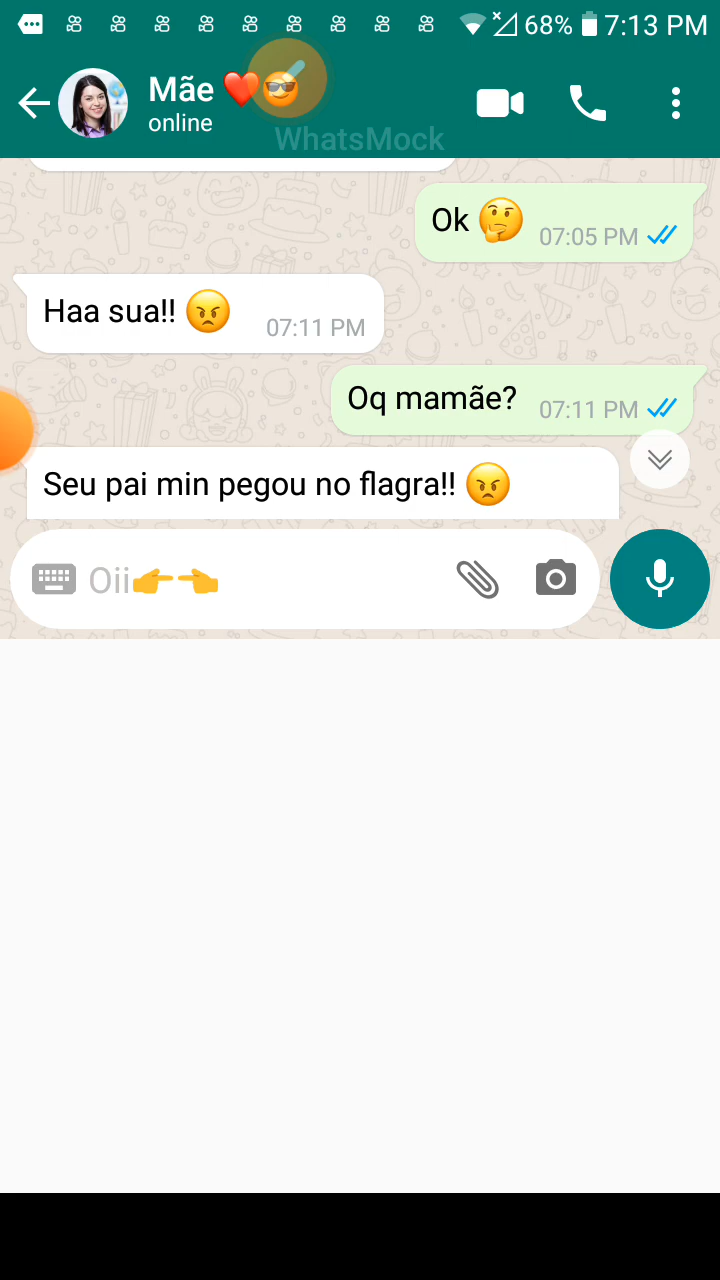 68% 7:13 PM
Mãe ❤️😎
online
WhatsMock
Ok 🤔 07:05 PM
Haa sua!! 😠 07:11 PM
Oq mamãe? 07:11 PM
Seu pai min pegou no flagra!! 😠
Oii👉👈